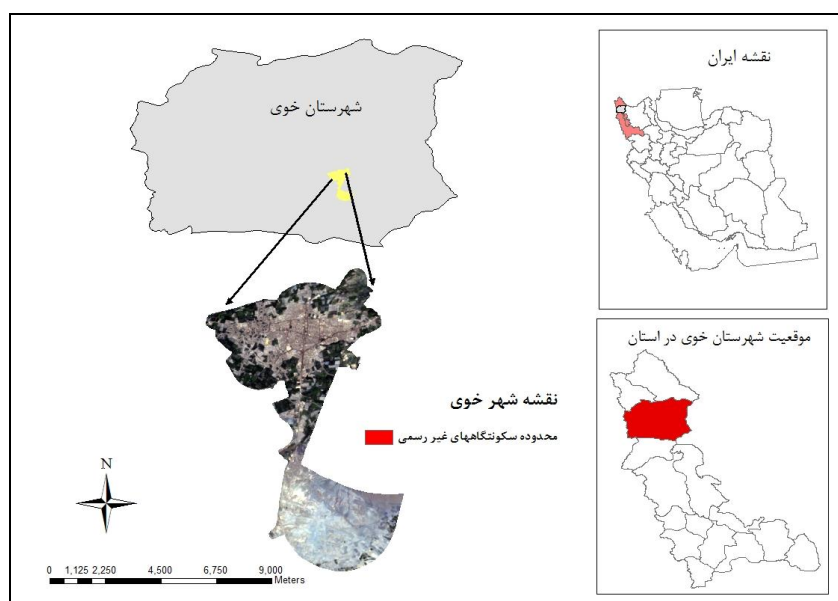 شهرستان خوی
نقشه ایران
موقعیت شهرستان خوی در استان
نقشه شهر خوی
محدوده سکونتگاههای غیر رسمی
N
0 1,125 2,250 4,500 6,750 9,000
Meters